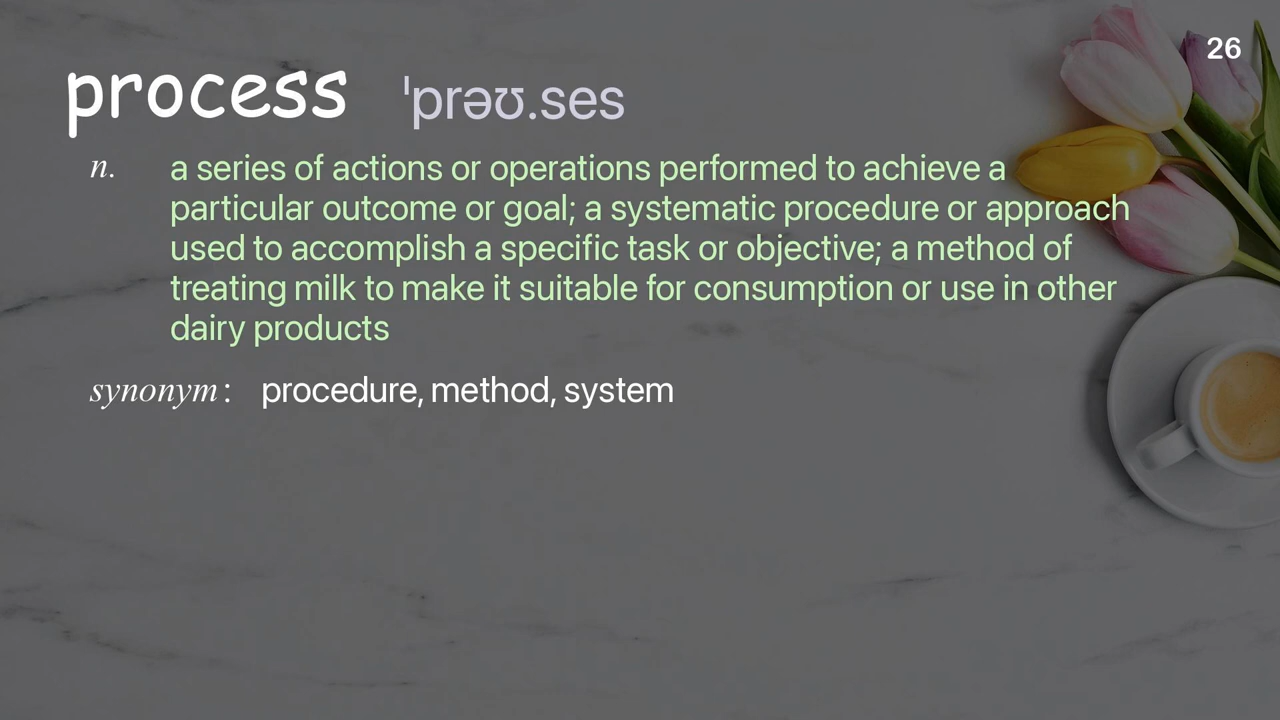 26
process ˈprəʊ.ses
n. a series of actions or operations performed to achieve a
particular outcome or goal; a systematic procedure or approach
used to accomplish a specific task or objective; a method of
treating milk to make it suitable for consumption or use in other
dairy products
synonym: procedure, method, system